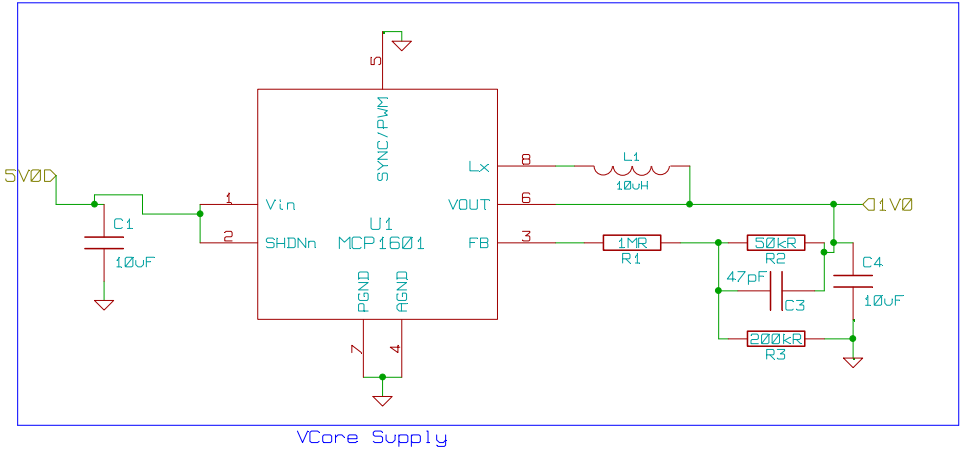 5
SYNC/PWM
Lx
8
L1
10uH
5V0
1
Vin
VOUT
6
1V0
C1
10uF
U1
MCP1601
2
SHDNn
FB
3
1MR
R1
50kR
R2
47pF
C3
C4
10uF
PGND
AGND
7
4
200kR
R3
VCore Supply